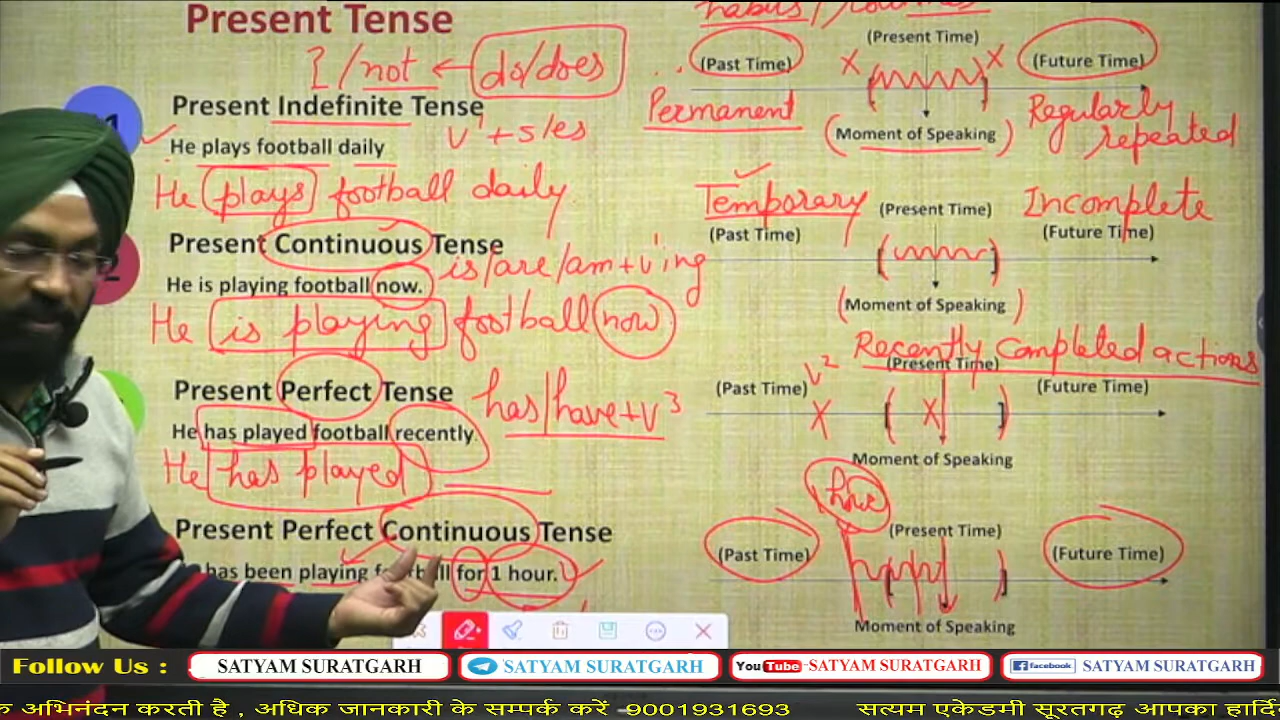 Present Tense
? / not ← do/does
Present Indefinite Tense
V¹ + s/es
He plays football daily
He plays football daily
Present Continuous Tense
is/are/am+V¹ing
He is playing football now.
He is playing football now
Present Perfect Tense
has/have+V³
He has played football recently.
He has played
Present Perfect Continuous Tense
has been playing football for 1 hour.
habits/routines
(Present Time)
(Past Time)
(Future Time)
X X
Permanent
(Moment of Speaking)
Regularly repeated
Temporary
(Present Time)
Incomplete
(Past Time)
(Future Time)
(Moment of Speaking)
Recently completed actions
(Present Time)
(Past Time)
V²
(Future Time)
X X
Moment of Speaking
1 hour
(Present Time)
(Past Time)
(Future Time)
Moment of Speaking
Follow Us :
SATYAM SURATGARH
SATYAM SURATGARH
YouTube-SATYAM SURATGARH
facebook SATYAM SURATGARH
अभिनंदन करती है , अधिक जानकारी के सम्पर्क करें -9001931693 सत्यम एकेडमी सूरतगढ़ आपका